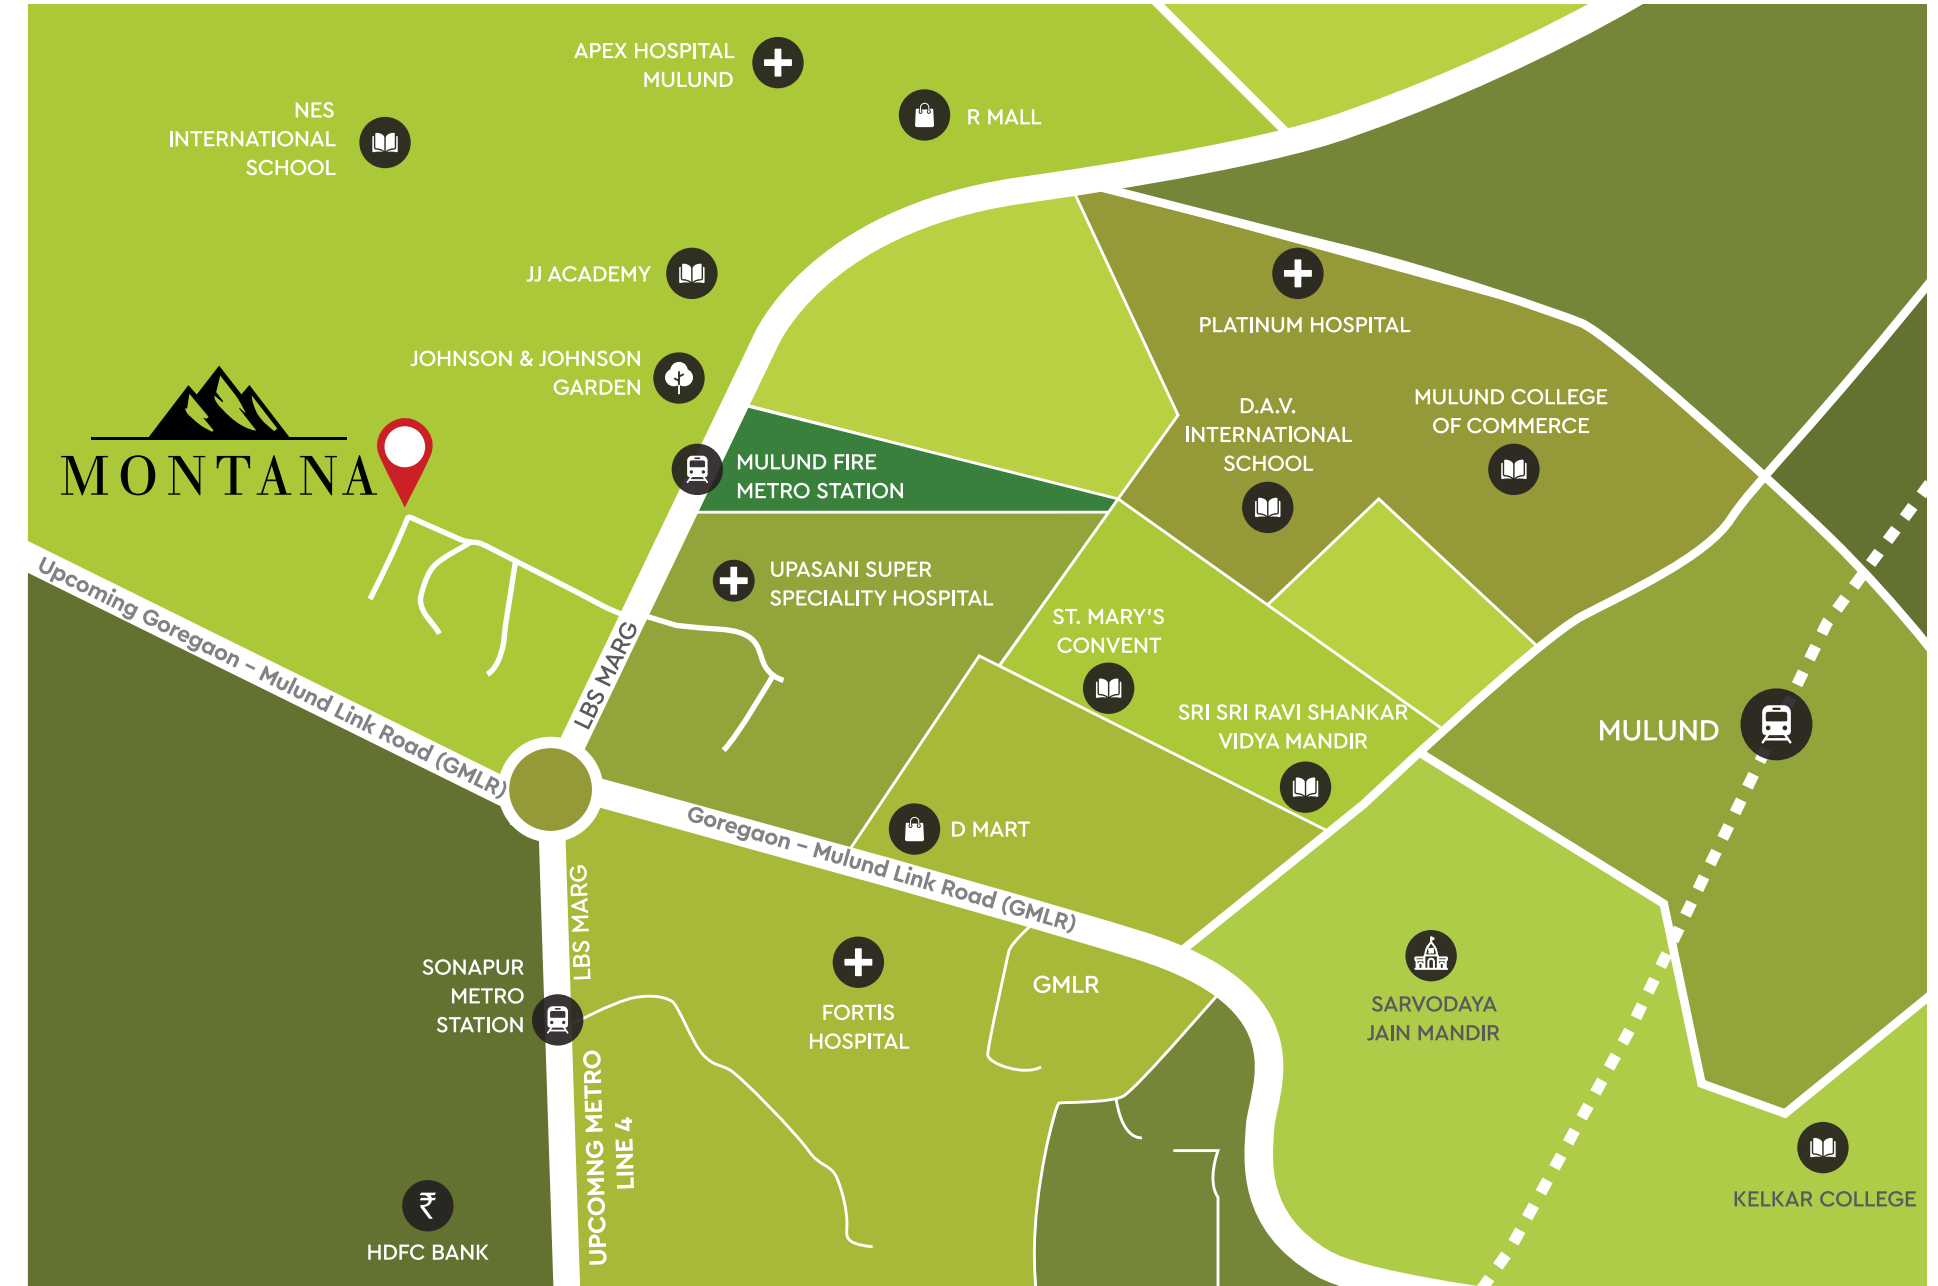 APEX HOSPITAL
MULUND
R MALL
NES
INTERNATIONAL
SCHOOL
JJ ACADEMY
PLATINUM HOSPITAL
JOHNSON & JOHNSON
GARDEN
MULUND COLLEGE
OF COMMERCE
D.A.V.
INTERNATIONAL
SCHOOL
MONTANA
MULUND FIRE
METRO STATION
UPASANI SUPER
SPECIALITY HOSPITAL
ST. MARY'S
CONVENT
Upcoming Goregaon – Mulund Link Road (GMLR)
LBS MARG
SRI SRI RAVI SHANKAR
VIDYA MANDIR
MULUND
D MART
Goregaon – Mulund Link Road (GMLR)
LBS MARG
SONAPUR
METRO
STATION
GMLR
FORTIS
HOSPITAL
SARVODAYA
JAIN MANDIR
UPCOMNG METRO
LINE 4
KELKAR COLLEGE
₹
HDFC BANK